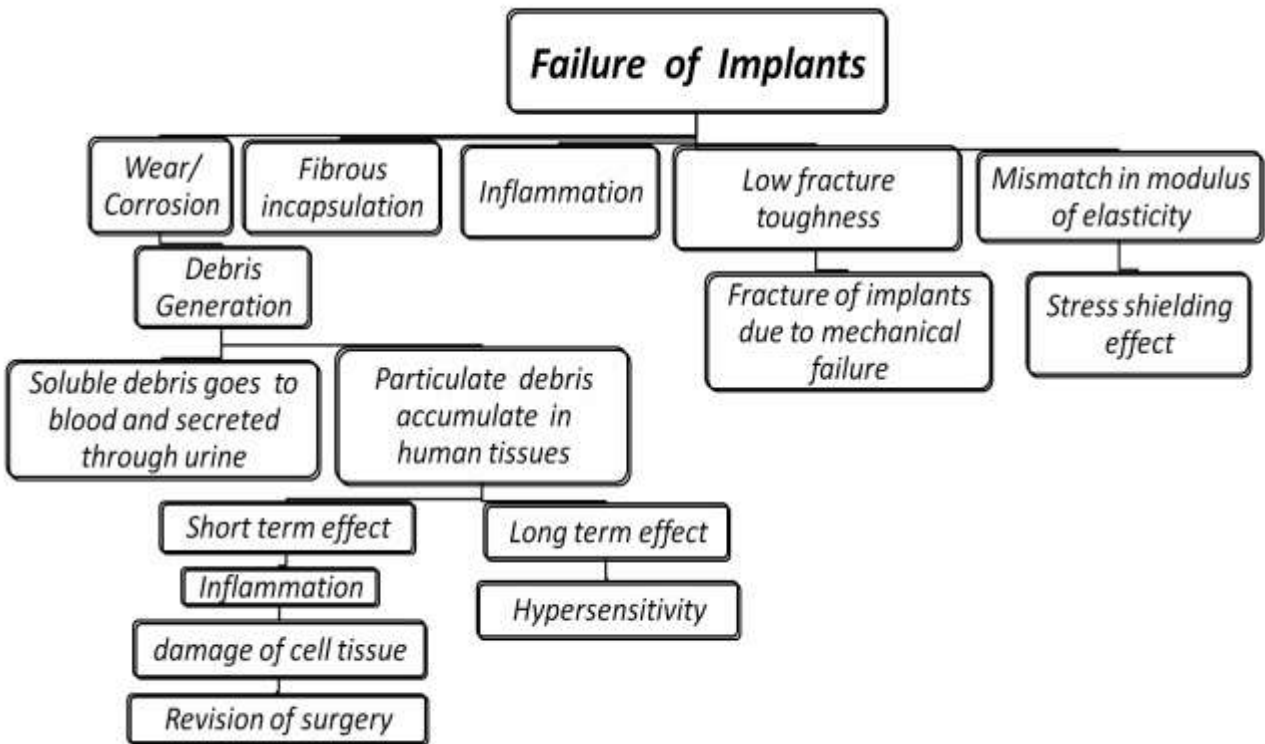 Failure of Implants
Wear/
Corrosion
Fibrous
incapsulation
Inflammation
Low fracture
toughness
Mismatch in modulus
of elasticity
Debris
Generation
Fracture of implants
due to mechanical
failure
Stress shielding
effect
Soluble debris goes to
blood and secreted
through urine
Particulate debris
accumulate in
human tissues
Short term effect
Long term effect
Inflammation
Hypersensitivity
damage of cell tissue
Revision of surgery